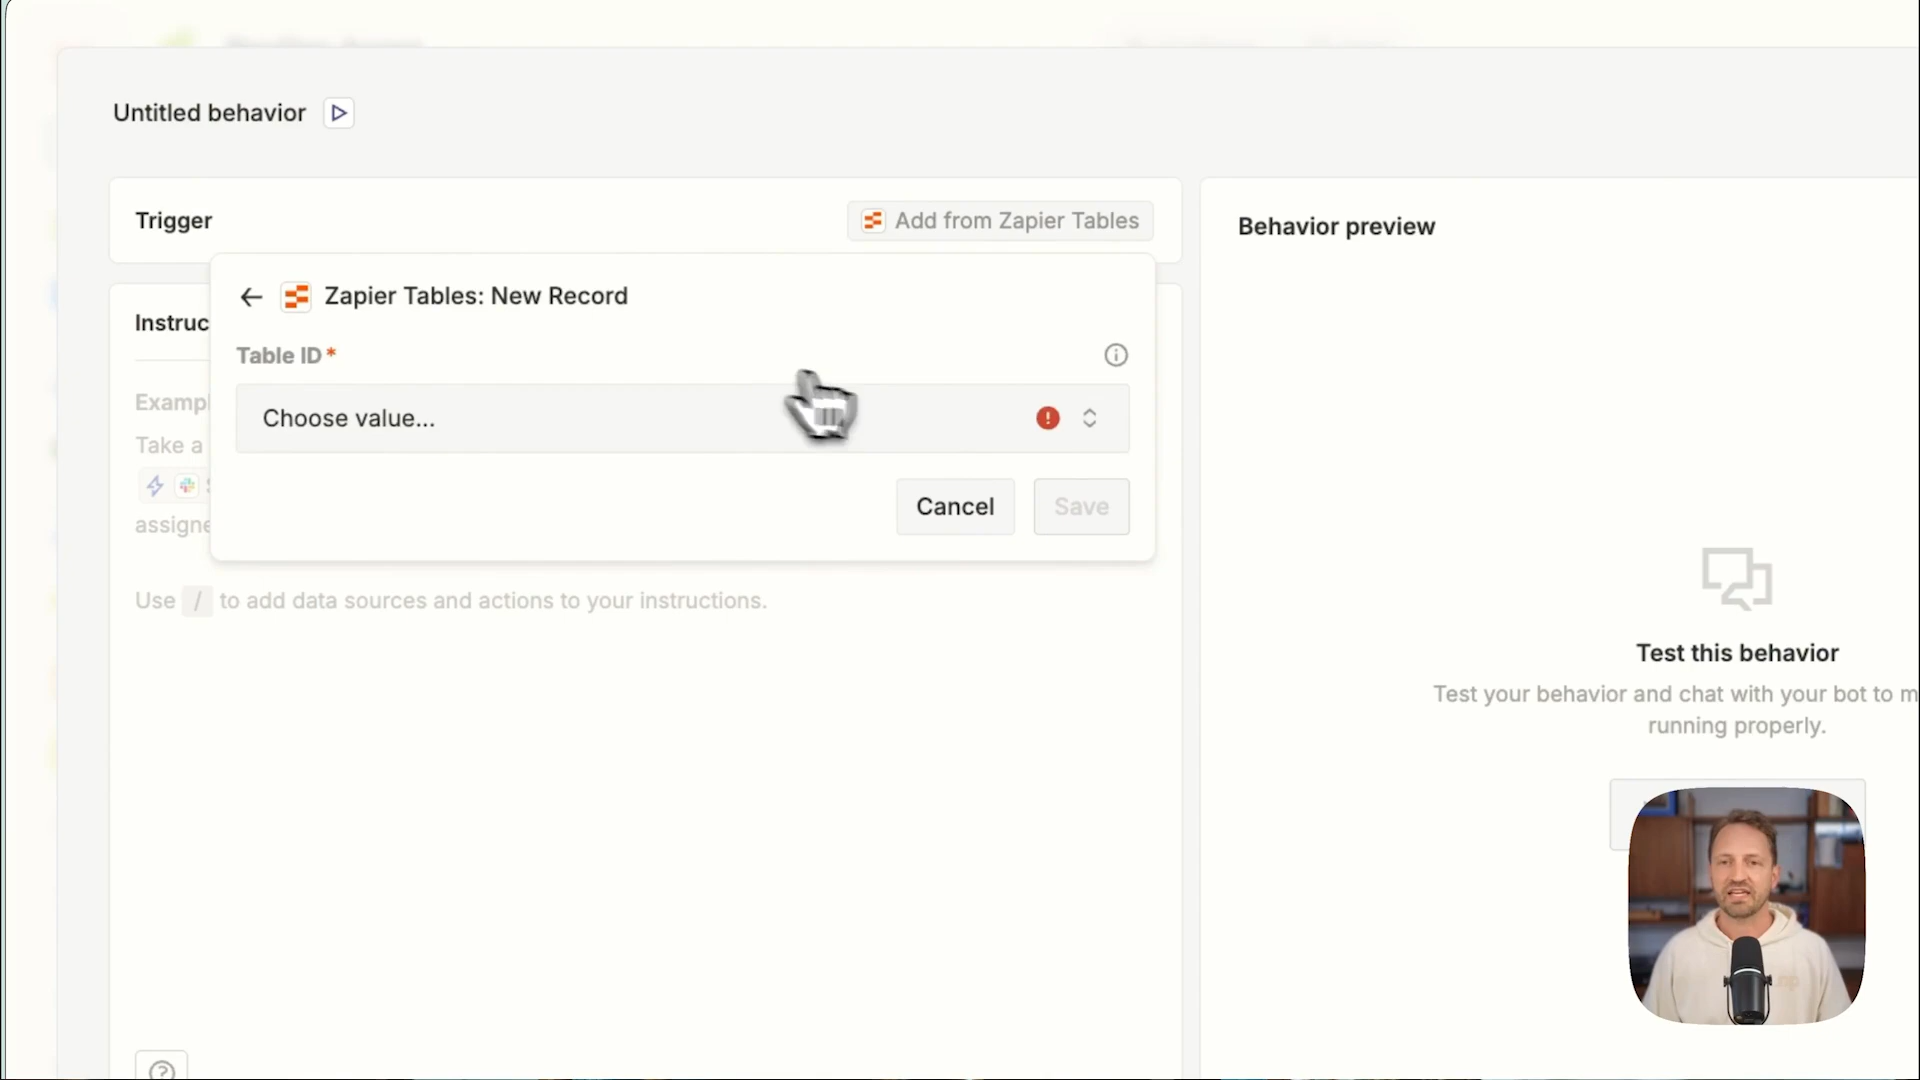 Untitled behavior
Trigger
Add from Zapier Tables
Behavior preview
Zapier Tables: New Record
Instruc
Table ID *
Exampl
Choose value...
Take a
Cancel
Save
assigne
Use / to add data sources and actions to your instructions.
Test this behavior
Test your behavior and chat with your bot to m
running properly.